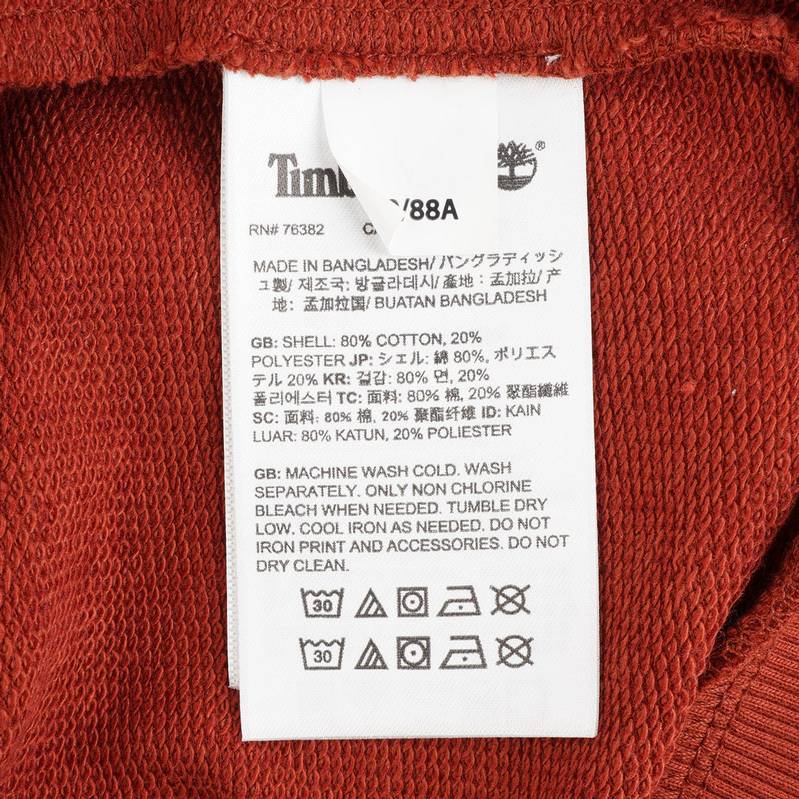 Timb
®
/88A
RN# 76382
MADE IN BANGLADESH/ バングラディッシ
ュ製/ 제조국: 방글라데시/ 產地：孟加拉/ 产
地：孟加拉国/ BUATAN BANGLADESH
GB: SHELL: 80% COTTON, 20%
POLYESTER JP: シェル: 綿 80%, ポリエス
テル 20% KR: 겉감: 80% 면, 20%
폴리에스터 TC: 面料: 80% 棉, 20% 聚酯纖維
SC: 面料: 80% 棉, 20% 聚酯纤维 ID: KAIN
LUAR: 80% KATUN, 20% POLIESTER
GB: MACHINE WASH COLD. WASH
SEPARATELY. ONLY NON CHLORINE
BLEACH WHEN NEEDED. TUMBLE DRY
LOW. COOL IRON AS NEEDED. DO NOT
IRON PRINT AND ACCESSORIES. DO NOT
DRY CLEAN.
30
30